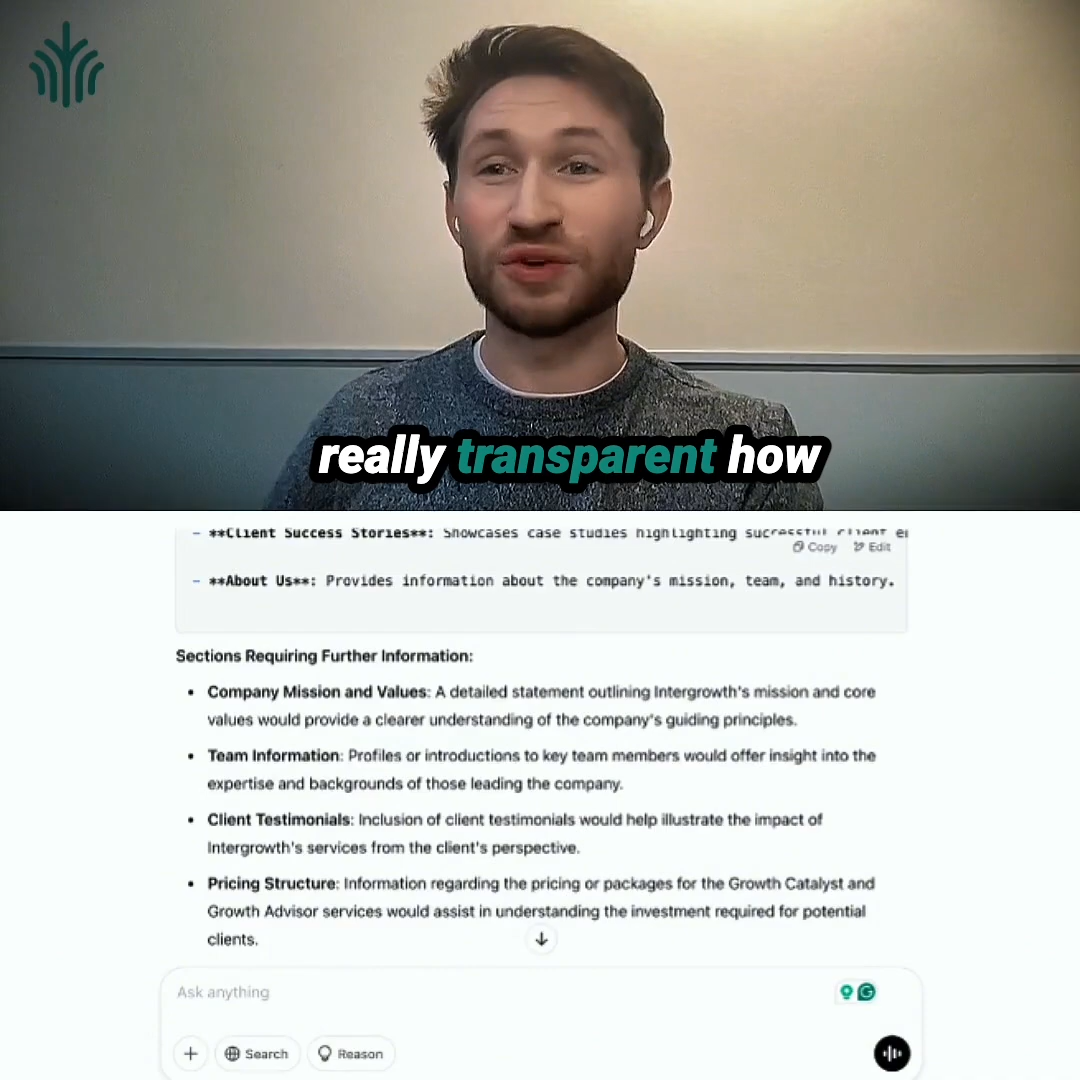 really transparent how
- **Client Success Stories**: Showcases case studies highlighting successful client
Copy Edit
- **About Us**: Provides information about the company's mission, team, and history.
Sections Requiring Further Information:
• Company Mission and Values: A detailed statement outlining Intergrowth's mission and core
values would provide a clearer understanding of the company's guiding principles.
• Team Information: Profiles or introductions to key team members would offer insight into the
expertise and backgrounds of those leading the company.
• Client Testimonials: Inclusion of client testimonials would help illustrate the impact of
Intergrowth's services from the client's perspective.
• Pricing Structure: Information regarding the pricing or packages for the Growth Catalyst and
Growth Advisor services would assist in understanding the investment required for potential
clients.
Ask anything
Search Reason